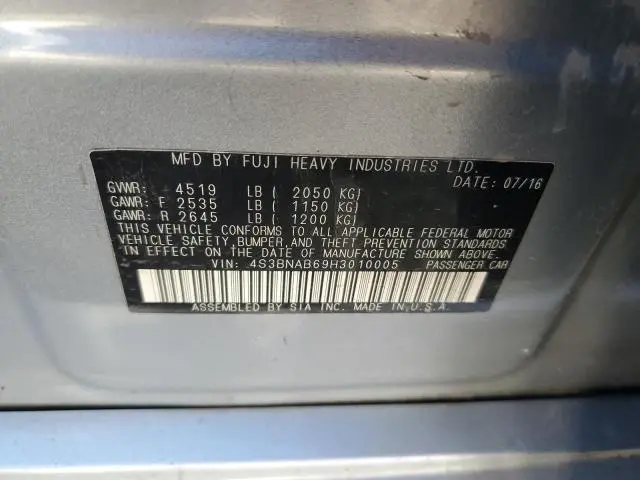 MFD BY FUJI HEAVY INDUSTRIES LTD.
DATE: 07/16
GVWR: 4519 LB ( 2050 KG)
GAWR: F 2535 LB ( 1150 KG)
GAWR: R 2645 LB ( 1200 KG)
THIS VEHICLE CONFORMS TO ALL APPLICABLE FEDERAL MOTOR
VEHICLE SAFETY, BUMPER, AND THEFT PREVENTION STANDARDS
IN EFFECT ON THE DATE OF MANUFACTURE SHOWN ABOVE.
VIN: 4S3BNAB69H3010005 PASSENGER CAR
ASSEMBLED BY SIA INC. MADE IN U.S.A.